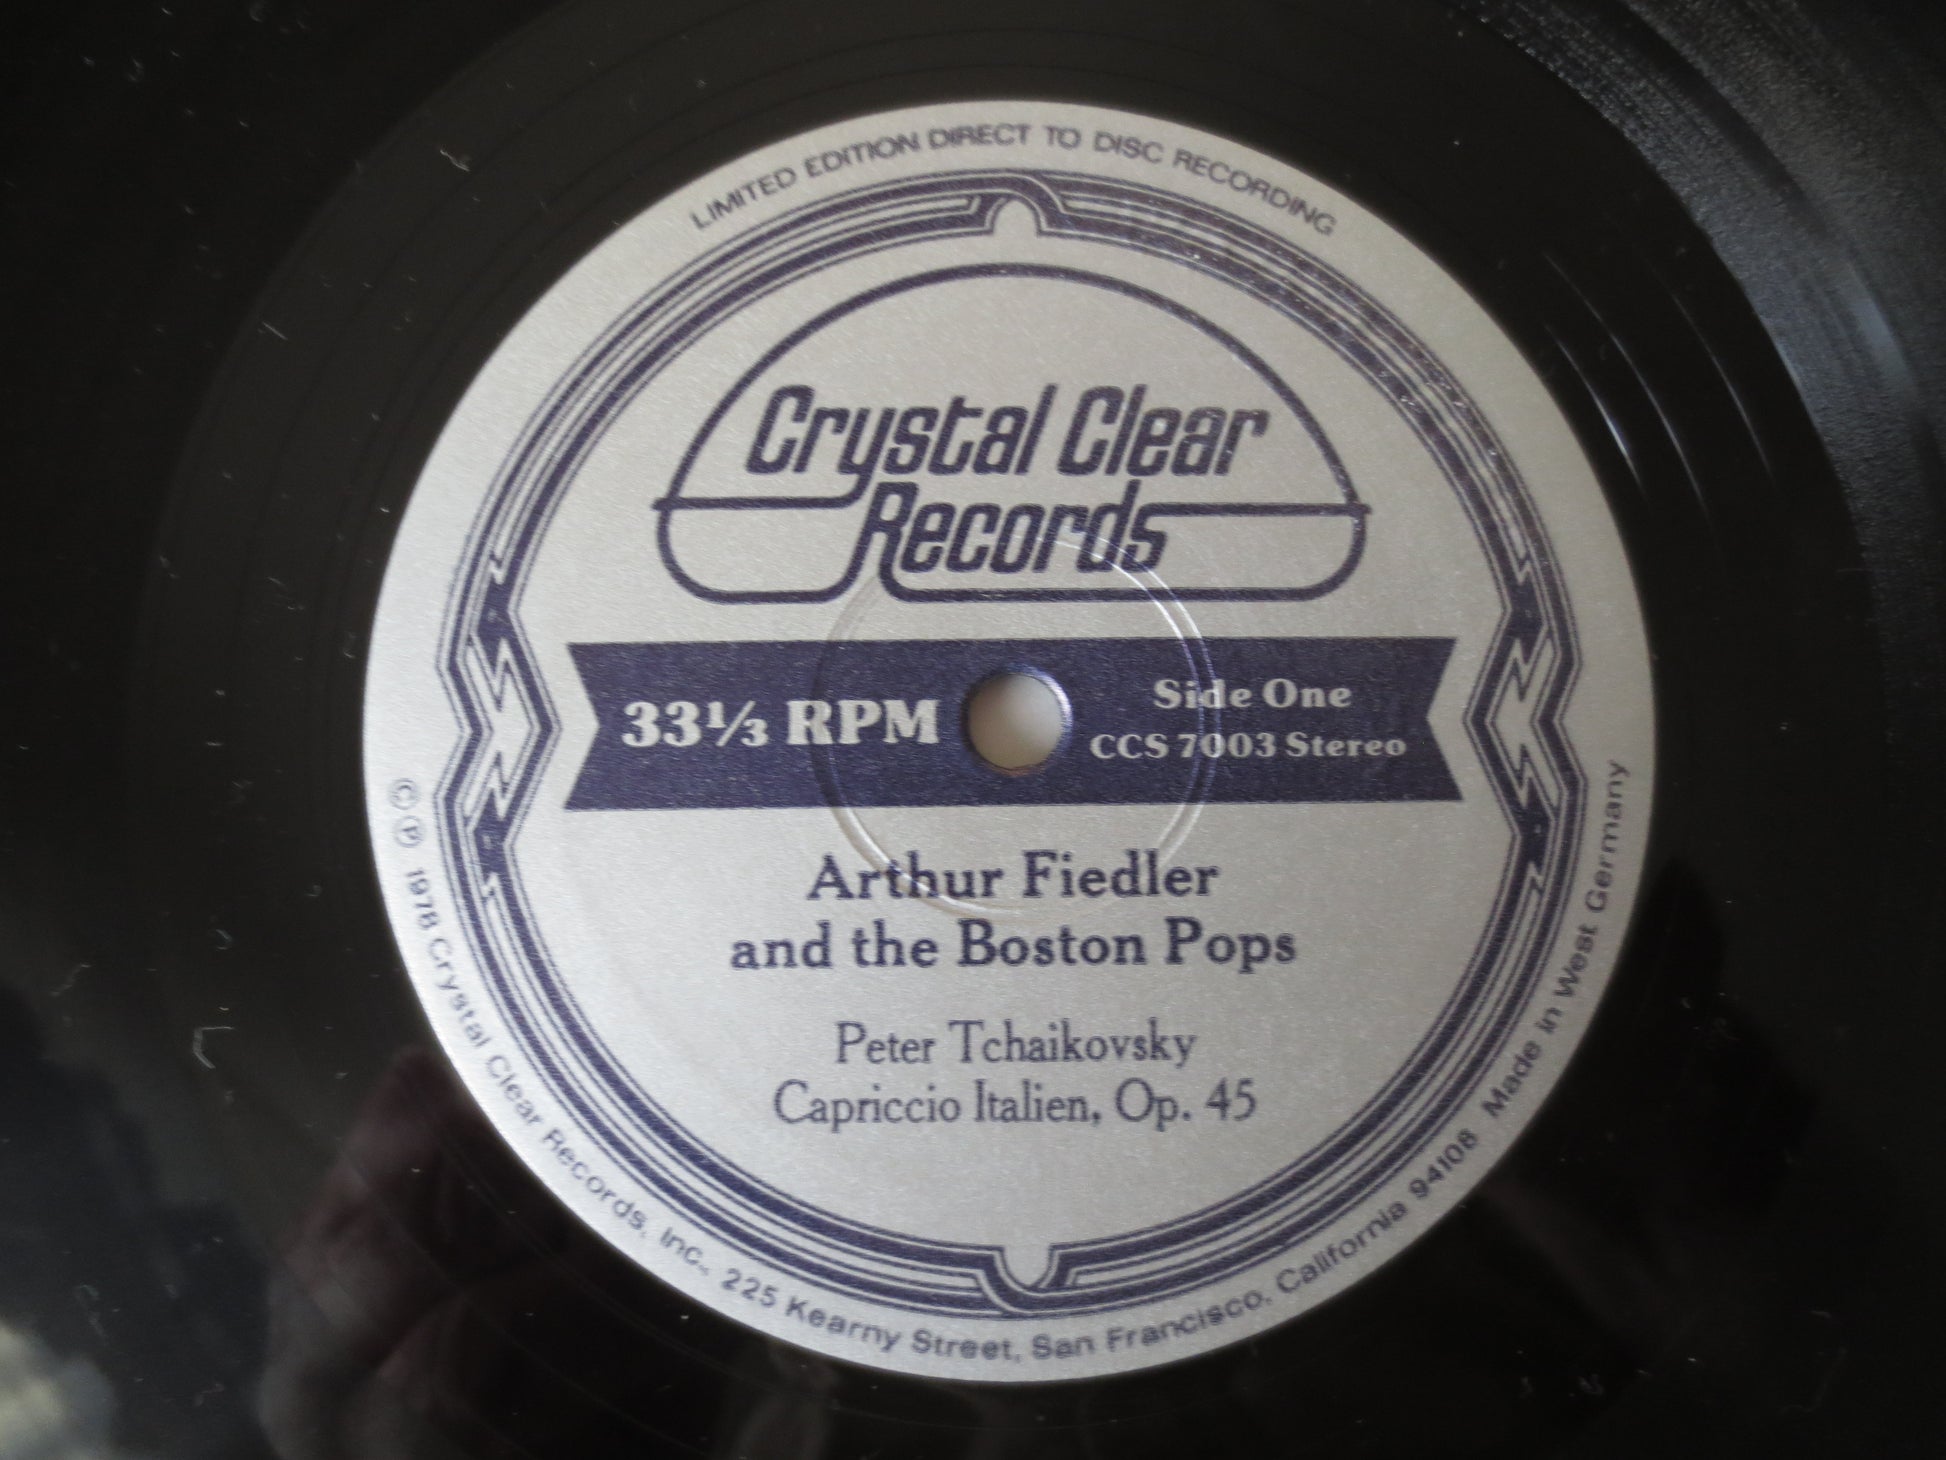 LIMITED EDITION DIRECT TO DISC RECORDING
Crystal Clear
Records
33⅓ RPM
Side One
CCS 7003 Stereo
Arthur Fiedler
and the Boston Pops
Peter Tchaikovsky
Capriccio Italien, Op. 45
© ℗ 1978 Crystal Clear Records, Inc., 225 Kearny Street, San Francisco, California 94108 Made in West Germany